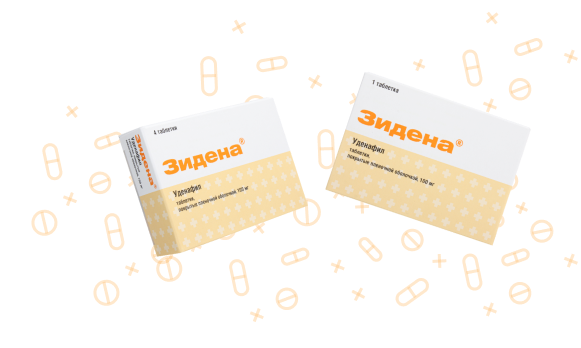 4 таблетки
Зидена®
Уденафил
таблетки,
покрытые пленочной оболочкой, 100 мг
Зидена
Уденафил
1 таблетка
Зидена®
Уденафил
таблетки,
покрытые пленочной оболочкой, 100 мг